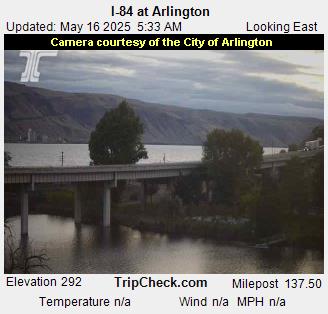 I-84 at Arlington
Updated: May 16 2025 5:33 AM Looking East
Camera courtesy of the City of Arlington
Elevation 292 TripCheck.com Milepost 137.50
Temperature n/a Wind n/a MPH n/a